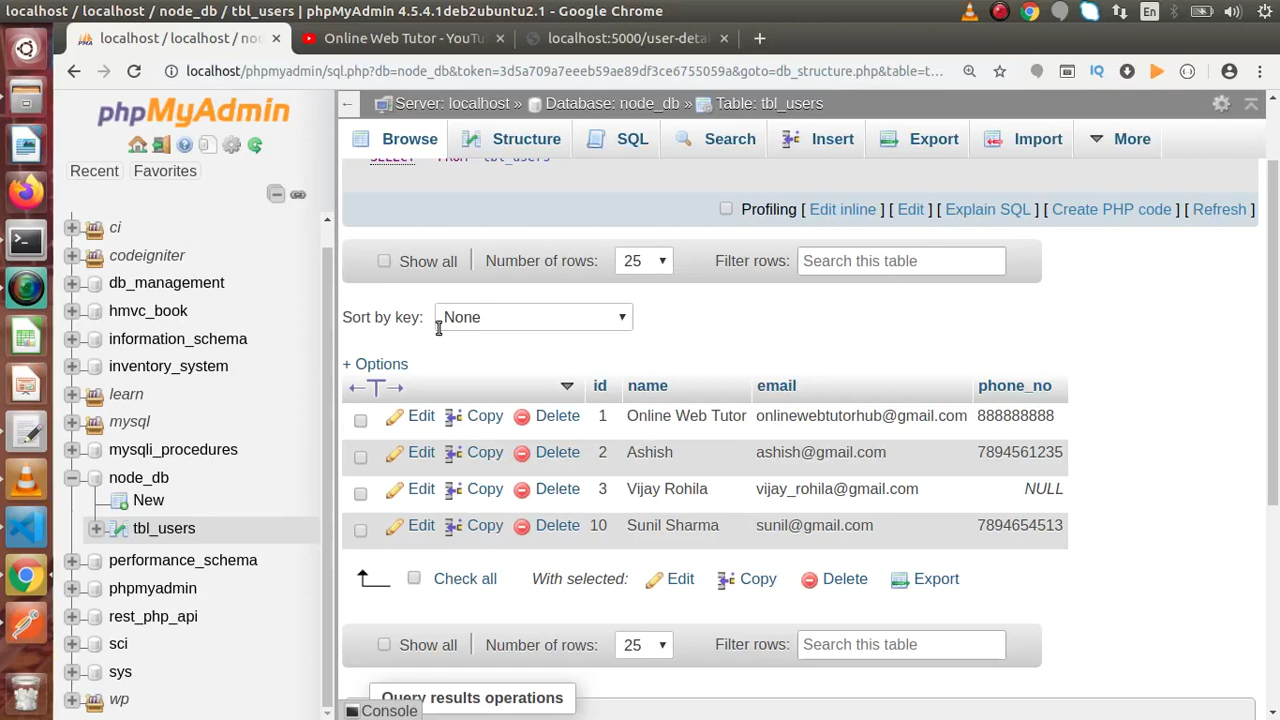 localhost / localhost / node_db / tbl_users | phpMyAdmin 4.5.4.1deb2ubuntu2.1 - Google Chrome
En
localhost / localhost / no
Online Web Tutor - YouT
localhost:5000/user-deta
localhost/phpmyadmin/sql.php?db=node_db&token=3d5a709a7eeeb59ae89df3ce6755059a&goto=db_structure.php&table=t...
IQ
phpMyAdmin
Recent
Favorites
ci
codeigniter
db_management
hmvc_book
information_schema
inventory_system
learn
mysql
mysqli_procedures
node_db
New
tbl_users
performance_schema
phpmyadmin
rest_php_api
sci
sys
wp
Server: localhost » Database: node_db » Table: tbl_users
Browse Structure SQL Search Insert Export Import More
SELECT * FROM `tbl_users`
Profiling [ Edit inline ] [ Edit ] [ Explain SQL ] [ Create PHP code ] [ Refresh ]
Show all | Number of rows: 25 Filter rows: Search this table
Sort by key: None
+ Options
id name email phone_no
Edit Copy Delete 1 Online Web Tutor onlinewebtutorhub@gmail.com 888888888
Edit Copy Delete 2 Ashish ashish@gmail.com 7894561235
Edit Copy Delete 3 Vijay Rohila vijay_rohila@gmail.com NULL
Edit Copy Delete 10 Sunil Sharma sunil@gmail.com 7894654513
Check all With selected: Edit Copy Delete Export
Show all | Number of rows: 25 Filter rows: Search this table
Query results operations
Console